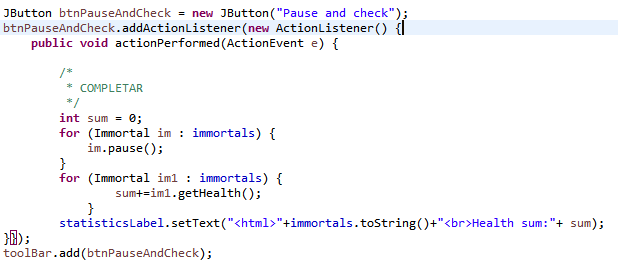 JButton btnPauseAndCheck = new JButton("Pause and check");
btnPauseAndCheck.addActionListener(new ActionListener() {
    public void actionPerformed(ActionEvent e) {

        /*
         * COMPLETAR
         */
        int sum = 0;
        for (Immortal im : immortals) {
            im.pause();
        }
        for (Immortal im1 : immortals) {
                sum+=im1.getHealth();
            }
        statisticsLabel.setText("<html>"+immortals.toString()+"<br>Health sum:"+ sum);
}});
toolBar.add(btnPauseAndCheck);